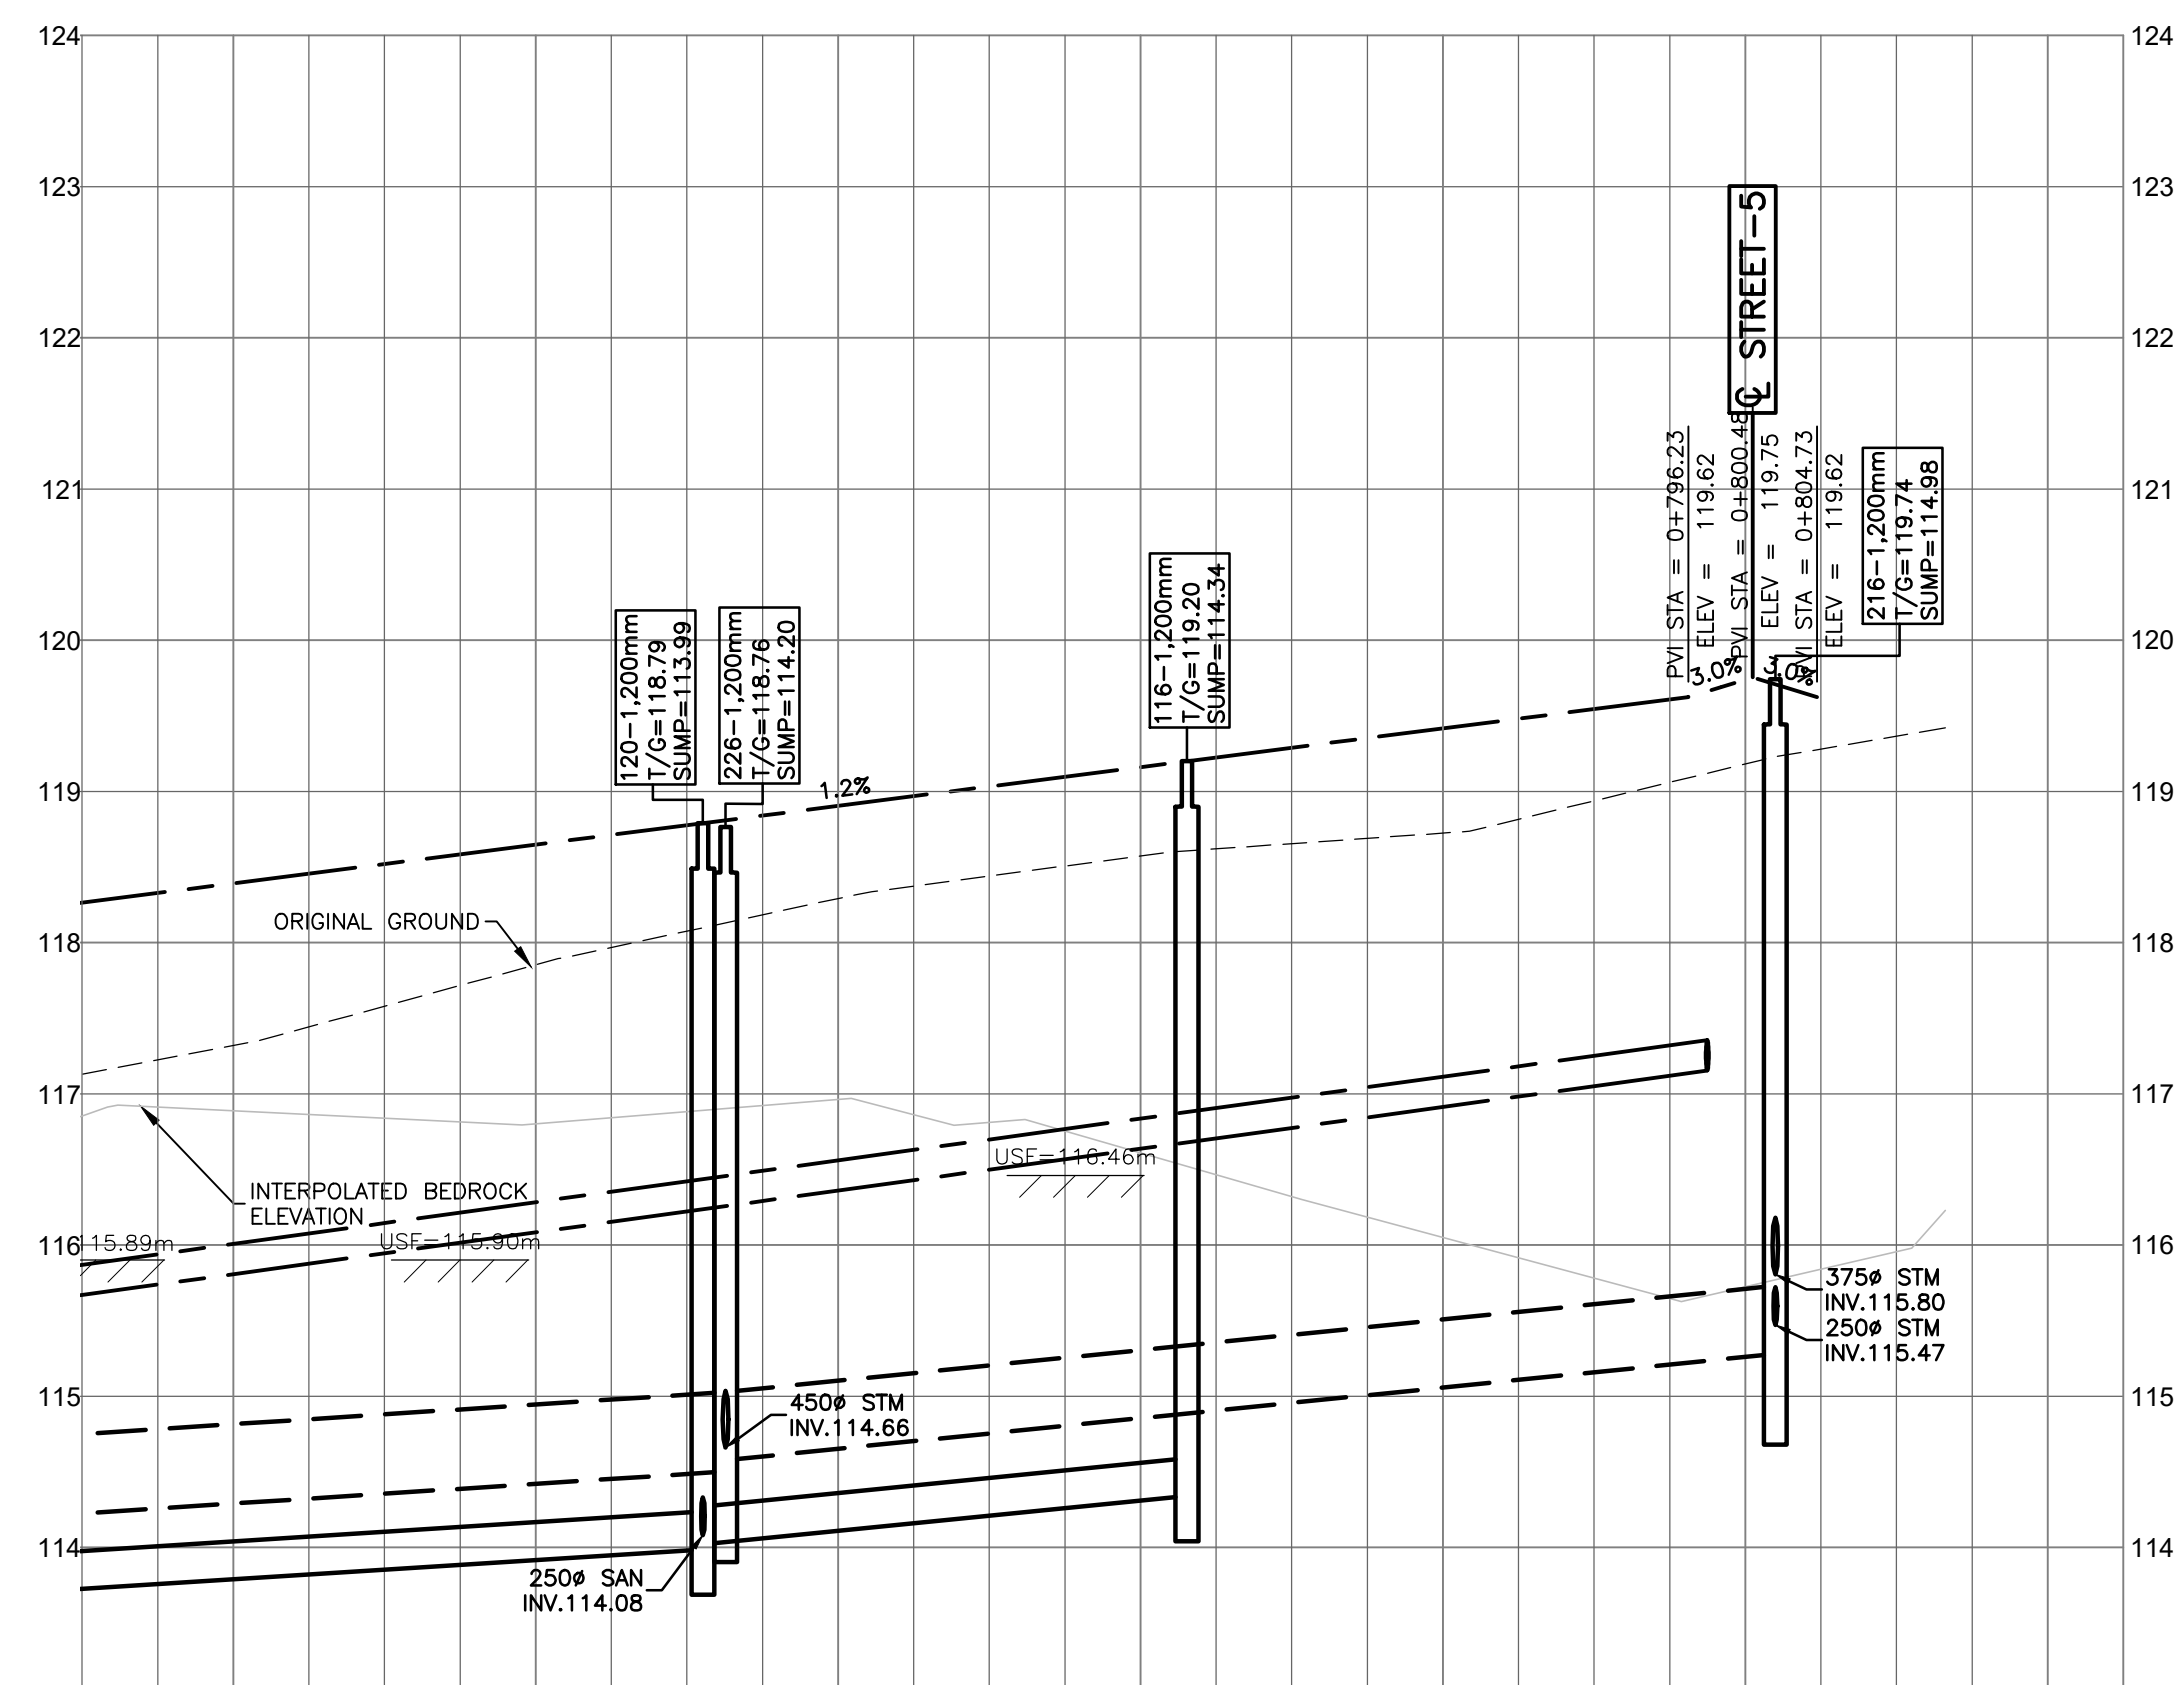 124
124
123
123
122
122
121
121
120
120
119
119
118
118
117
117
116
116
115
115
114
114
℄ STREET-5
PVI STA = 0+796.23
ELEV = 119.62
PVI STA = 0+800.48
ELEV = 119.75
PVI STA = 0+804.73
ELEV = 119.62
216-1,200mm
T/G=119.74
SUMP=114.98
116-1,200mm
T/G=119.20
SUMP=114.34
120-1,200mm
T/G=118.79
SUMP=113.99
226-1,200mm
T/G=118.76
SUMP=114.20
3.0%
3.0%
1.2%
ORIGINAL GROUND
INTERPOLATED BEDROCK
ELEVATION
USF=116.46m
115.89m
USF=115.90m
375ø STM
INV.115.80
250ø STM
INV.115.47
450ø STM
INV.114.66
250ø SAN
INV.114.08